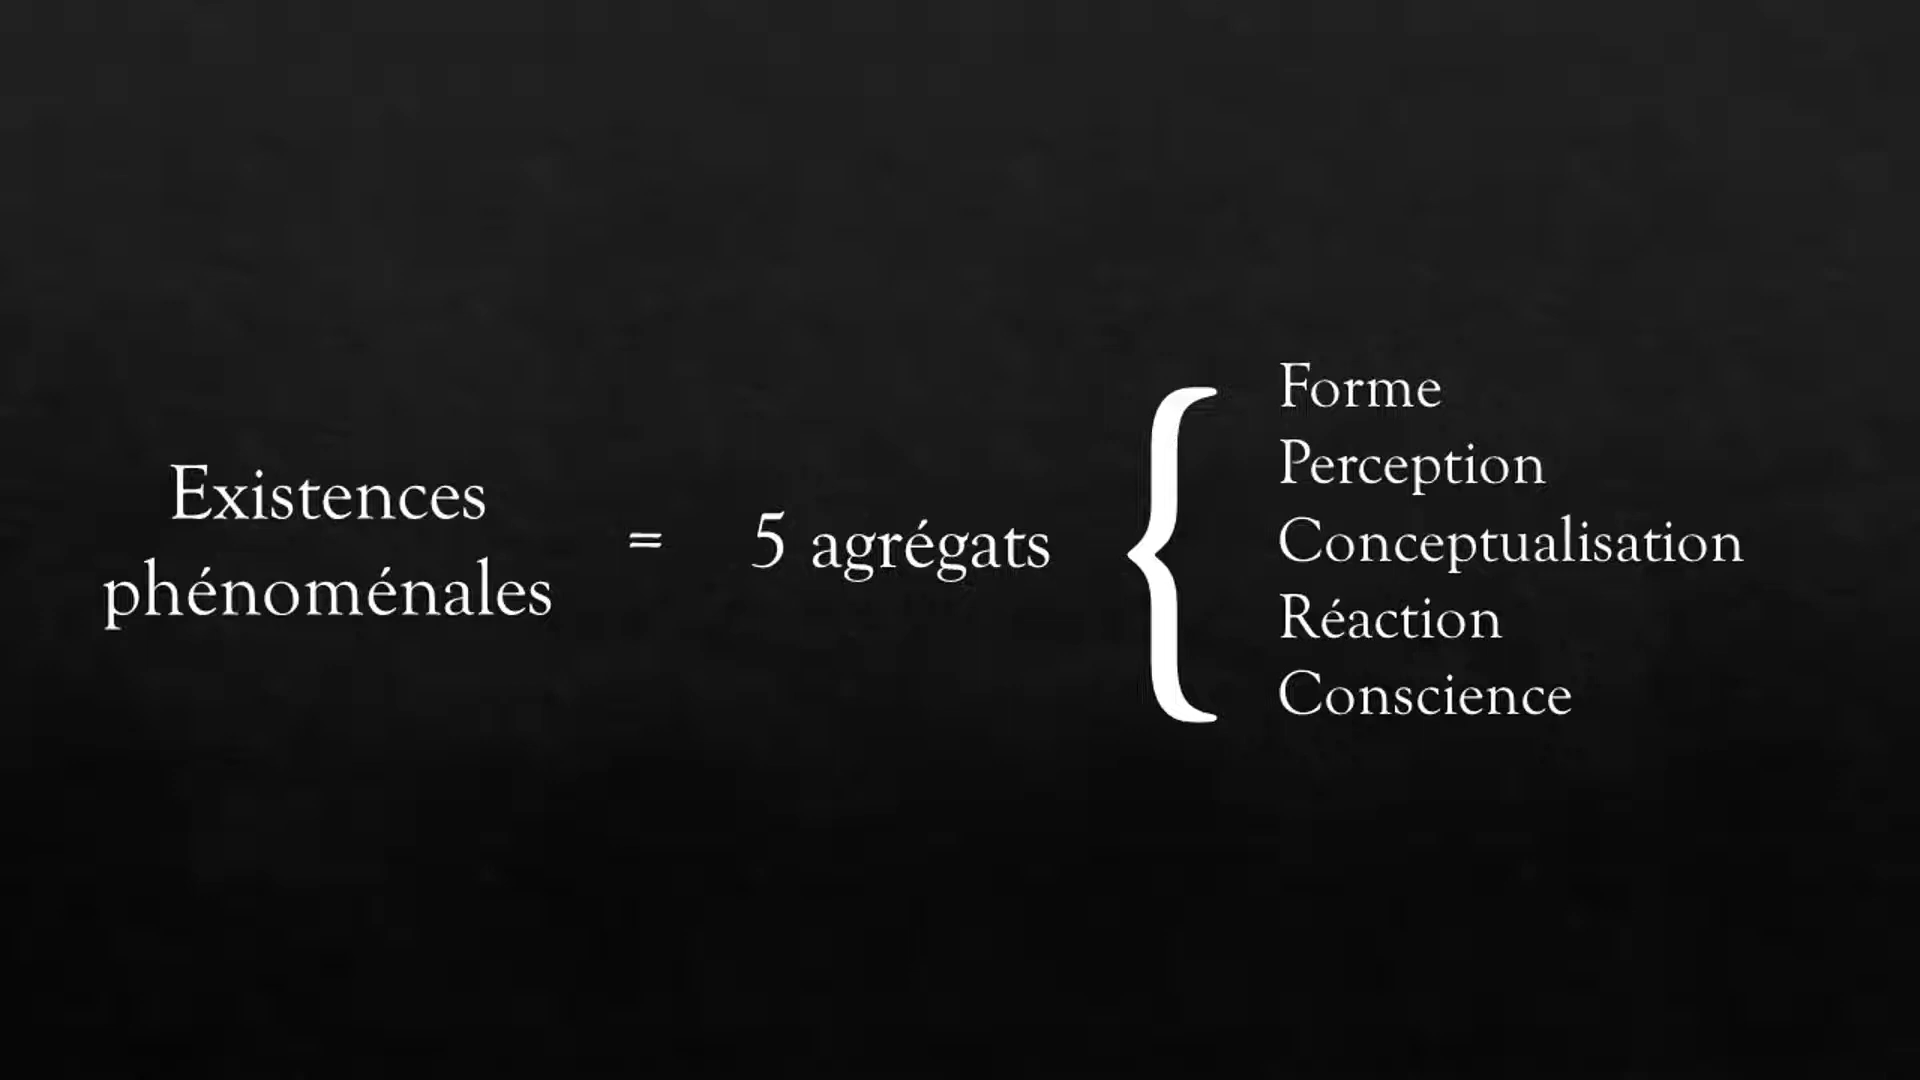 Existences
phénoménales
=
5 agrégats
{
Forme
Perception
Conceptualisation
Réaction
Conscience